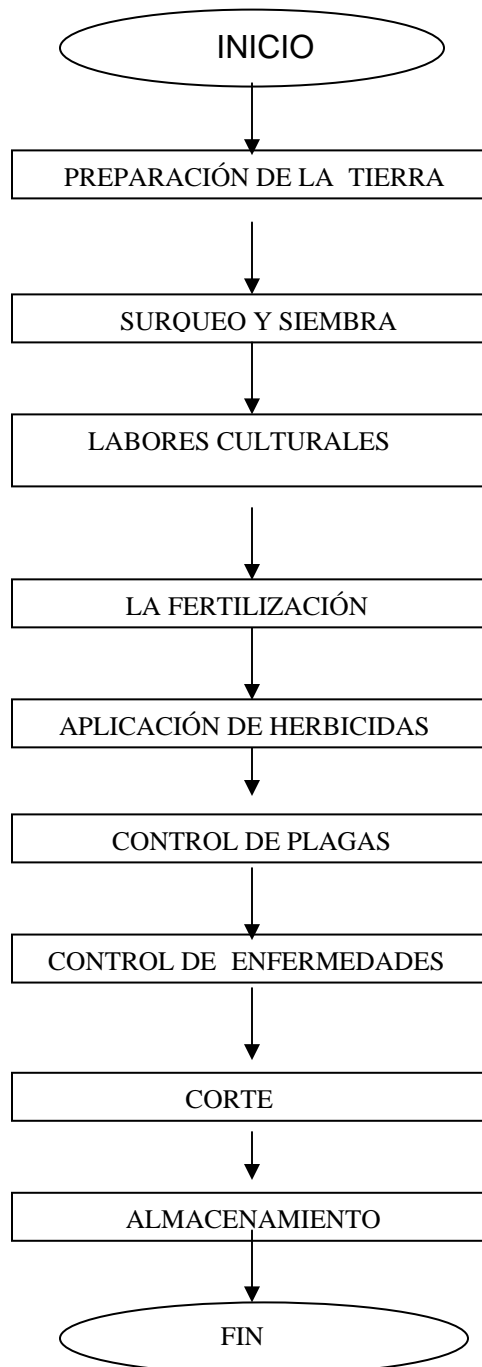 INICIO
PREPARACIÓN DE LA TIERRA
SURQUEO Y SIEMBRA
LABORES CULTURALES
LA FERTILIZACIÓN
APLICACIÓN DE HERBICIDAS
CONTROL DE PLAGAS
CONTROL DE ENFERMEDADES
CORTE
ALMACENAMIENTO
FIN